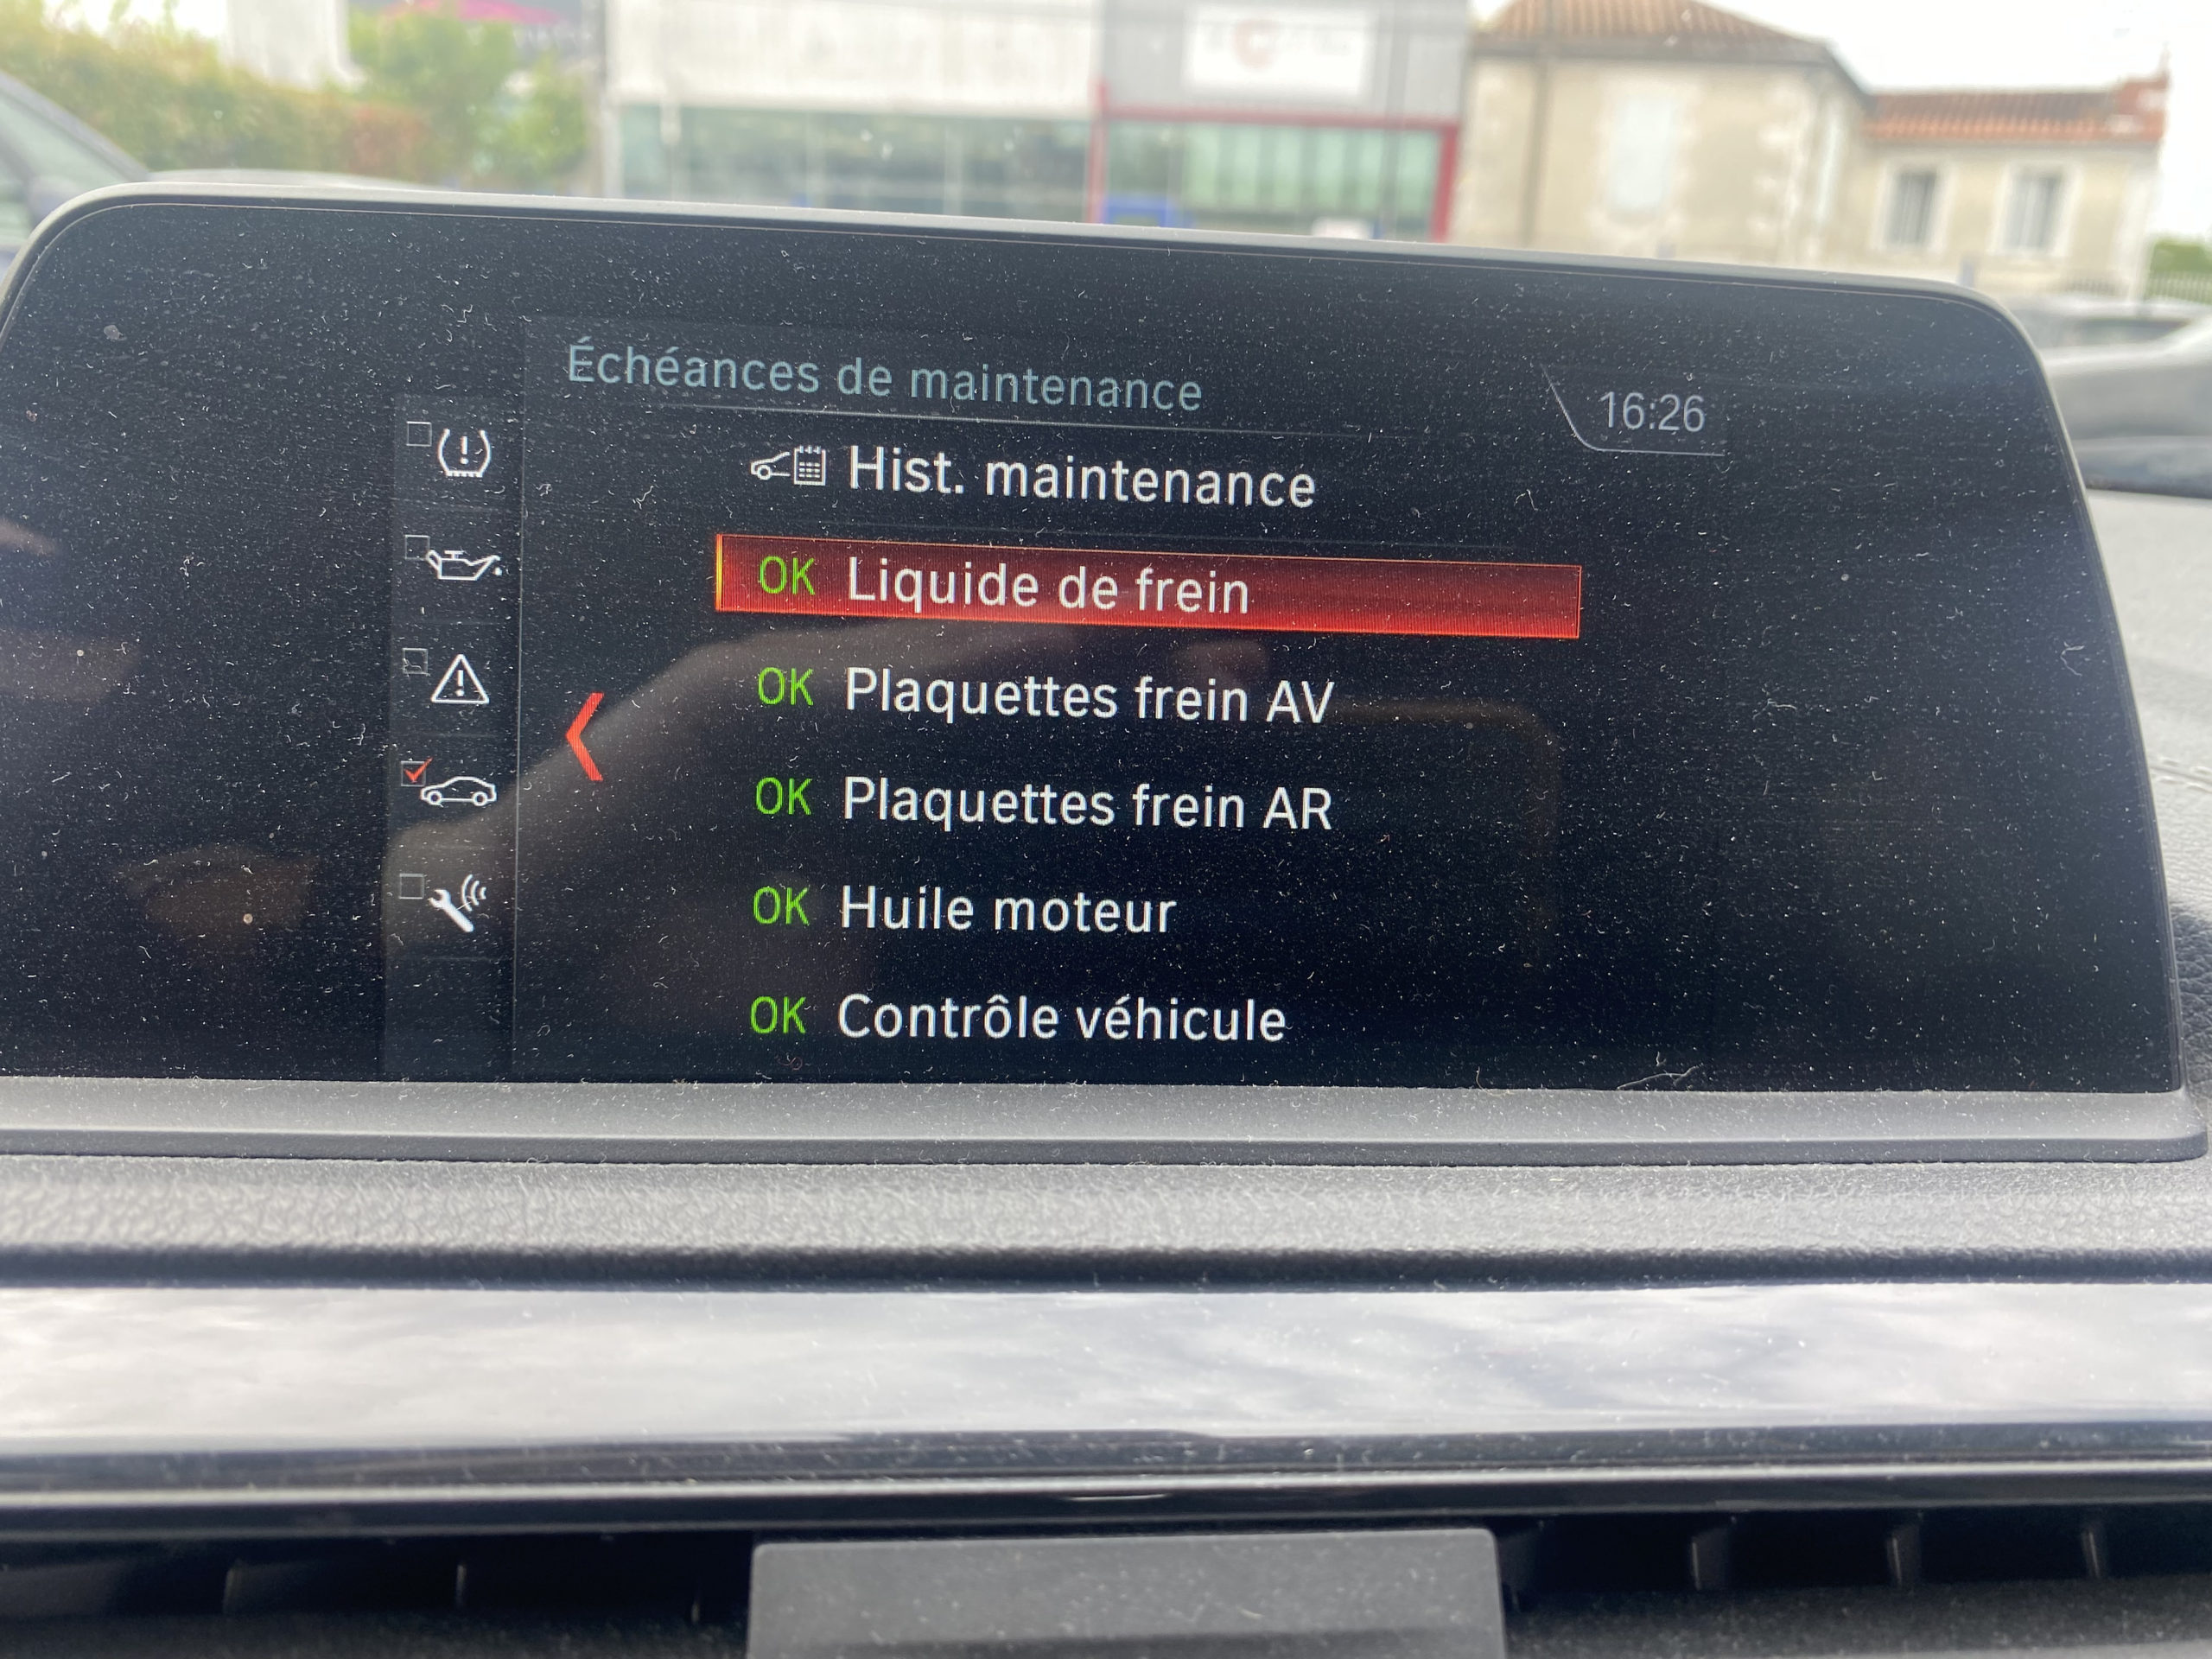 Échéances de maintenance
16:26
Hist. maintenance
OK Liquide de frein
OK Plaquettes frein AV
OK Plaquettes frein AR
OK Huile moteur
OK Contrôle véhicule